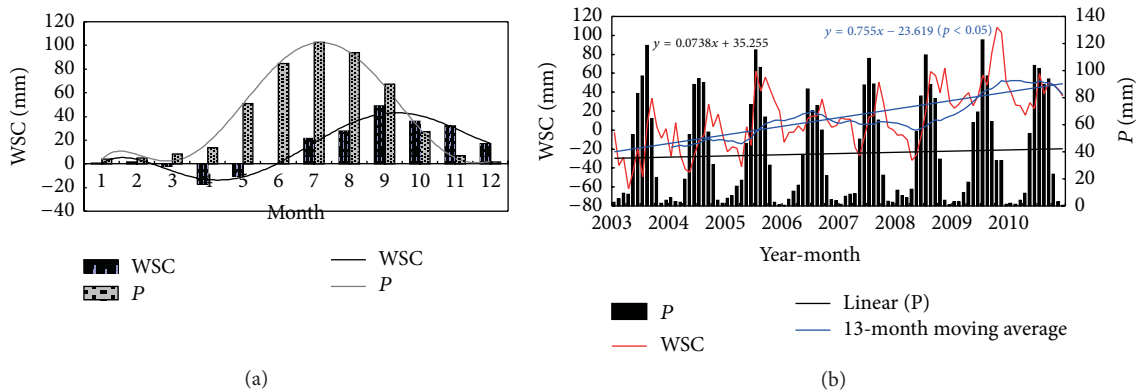 WSC (mm)
120
100
80
60
40
20
0
−20
−40
1 2 3 4 5 6 7 8 9 10 11 12
Month
WSC
P
WSC
P
(a)
y = 0.0738x + 35.255
y = 0.755x − 23.619 (p < 0.05)
WSC (mm)
120
100
80
60
40
20
0
−20
−40
−60
−80
140
120
100
80
60
40
20
0
P (mm)
2003 2004 2005 2006 2007 2008 2009 2010
Year-month
P
WSC
Linear (P)
13-month moving average
(b)